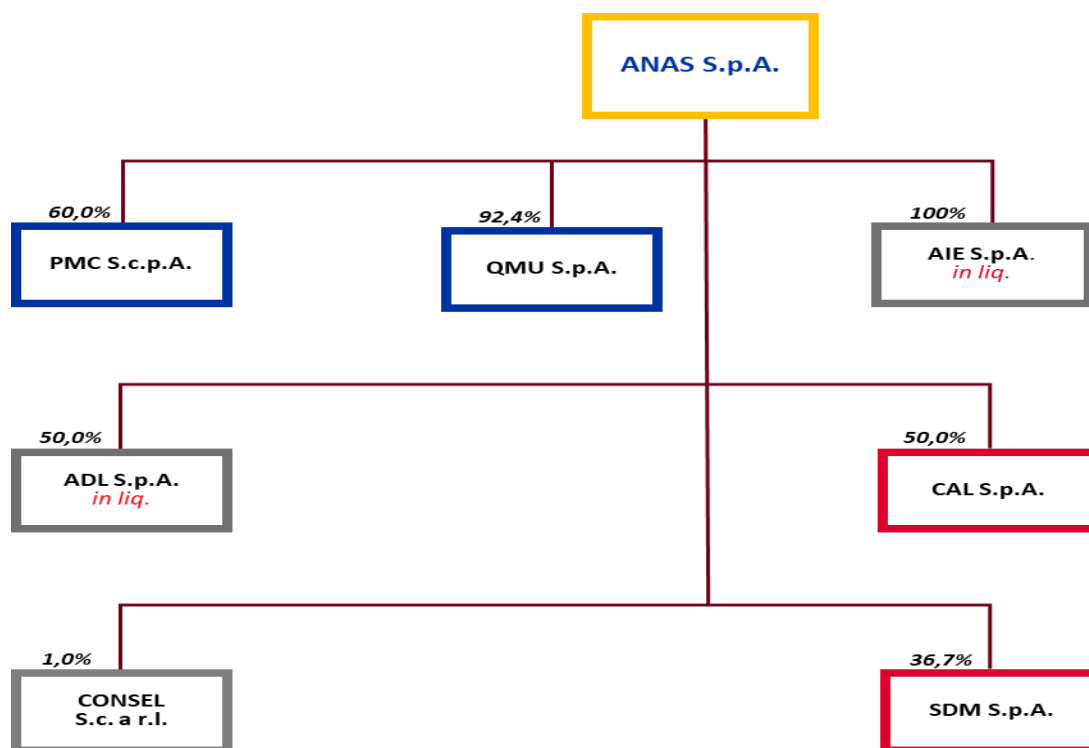 ANAS S.p.A.
60,0%
92,4%
100%
PMC S.c.p.A.
QMU S.p.A.
AIE S.p.A.
in liq.
50,0%
50,0%
ADL S.p.A.
in liq.
CAL S.p.A.
1,0%
36,7%
CONSEL
S.c. a r.l.
SDM S.p.A.